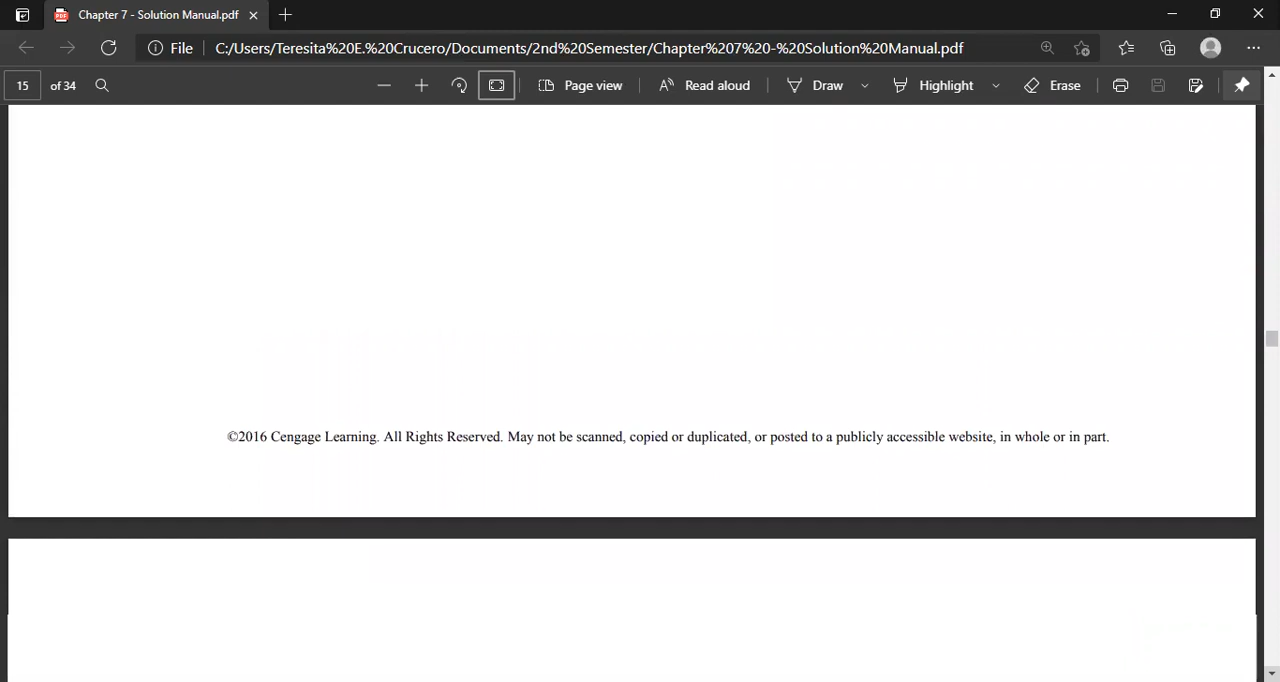 Chapter 7 - Solution Manual.pdf
File
C:/Users/Teresita%20E.%20Crucero/Documents/2nd%20Semester/Chapter%207%20-%20Solution%20Manual.pdf
15 of 34
Page view
Read aloud
Draw
Highlight
Erase
©2016 Cengage Learning. All Rights Reserved. May not be scanned, copied or duplicated, or posted to a publicly accessible website, in whole or in part.